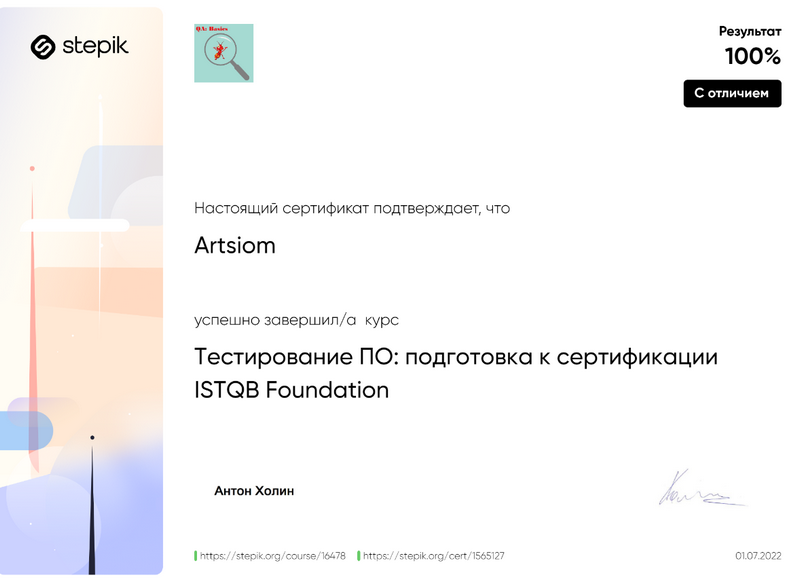 stepik
QA: Basics
Результат
100%
С отличием
Настоящий сертификат подтверждает, что
Artsiom
успешно завершил/а курс
Тестирование ПО: подготовка к сертификации
ISTQB Foundation
Антон Холин
https://stepik.org/course/16478 https://stepik.org/cert/1565127
01.07.2022